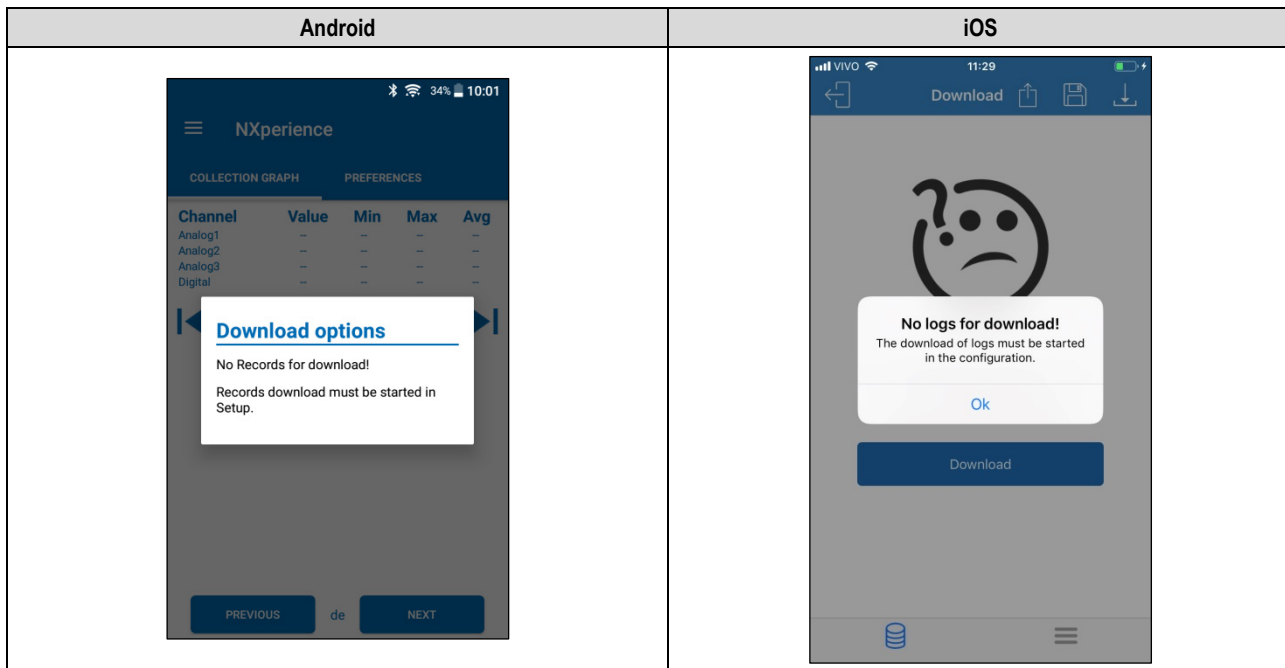 Android
iOS
34% 10:01
NXperience
COLLECTION GRAPH PREFERENCES
Channel Value Min Max Avg
Analog1 -- -- -- --
Analog2 -- -- -- --
Analog3 -- -- -- --
Digital -- -- -- --
Download options
No Records for download!
Records download must be started in
Setup.
PREVIOUS de NEXT
VIVO 11:29
Download
No logs for download!
The download of logs must be started
in the configuration.
Ok
Download